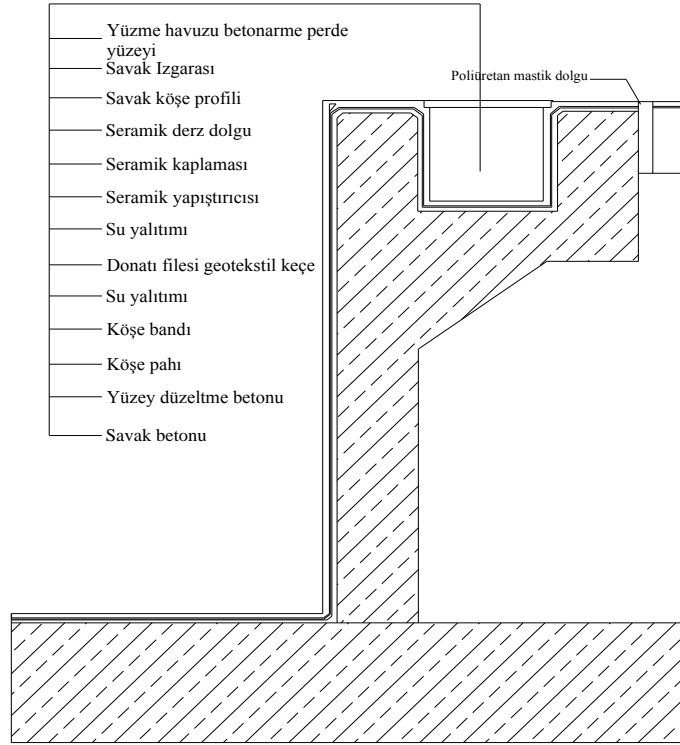 Yüzme havuzu betonarme perde
yüzeyi
Savak Izgarası
Savak köşe profili
Seramik derz dolgu
Seramik kaplaması
Seramik yapıştırıcısı
Su yalıtımı
Donatı filesi geotekstil keçe
Su yalıtımı
Köşe bandı
Köşe pahı
Yüzey düzeltme betonu
Savak betonu
Poliüretan mastik dolgu